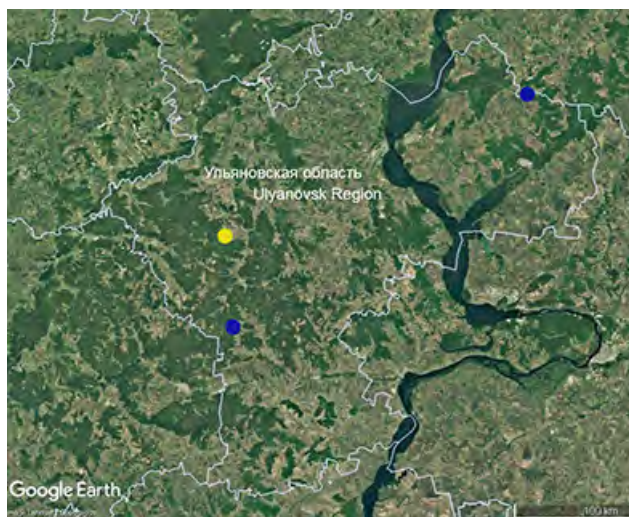 Ульяновская область
Ulyanovsk Region
Google Earth
100 km